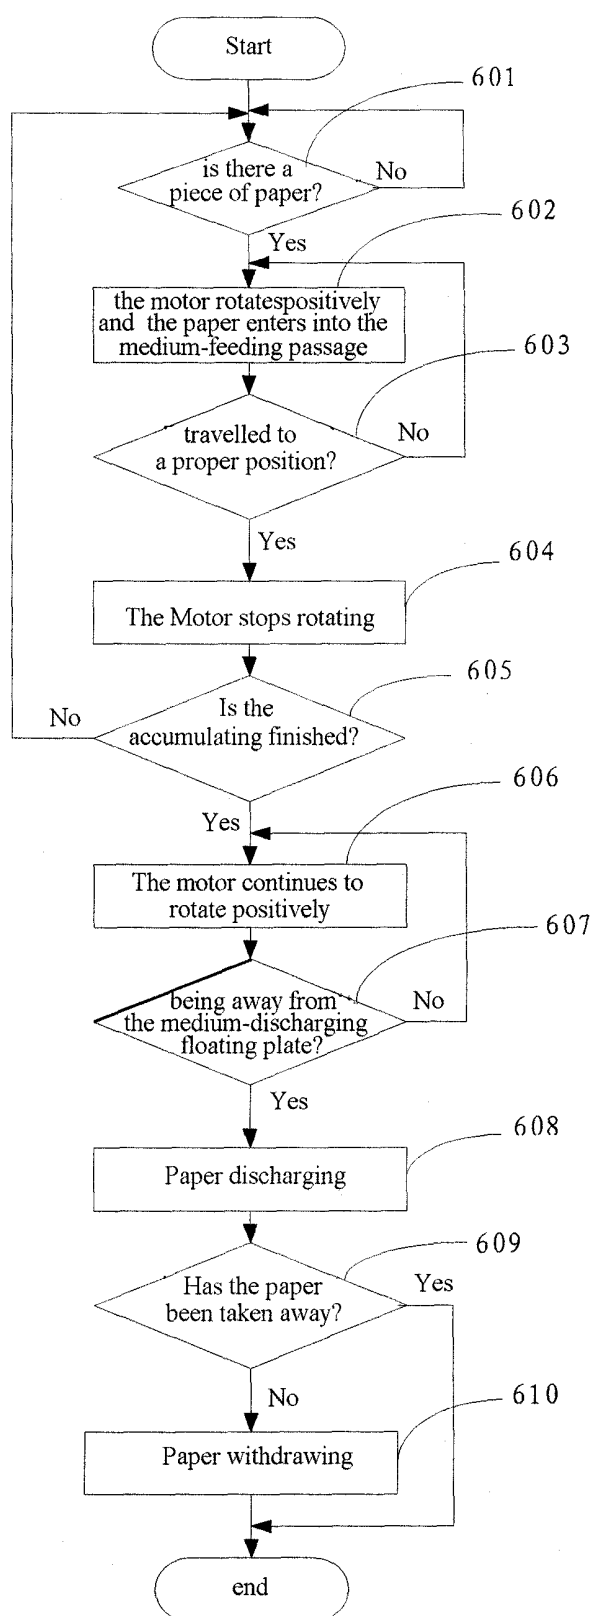 Start
601
is there a
piece of paper?
No
602
Yes
the motor rotatespositively
and the paper enters into the
medium-feeding passage
603
travelled to
a proper position?
No
Yes
604
The Motor stops rotating
605
Is the
accumulating finished?
No
606
Yes
The motor continues to
rotate positively
607
being away from
the medium-discharging
floating plate?
No
Yes
608
Paper discharging
609
Has the paper
been taken away?
Yes
No
610
Paper withdrawing
end